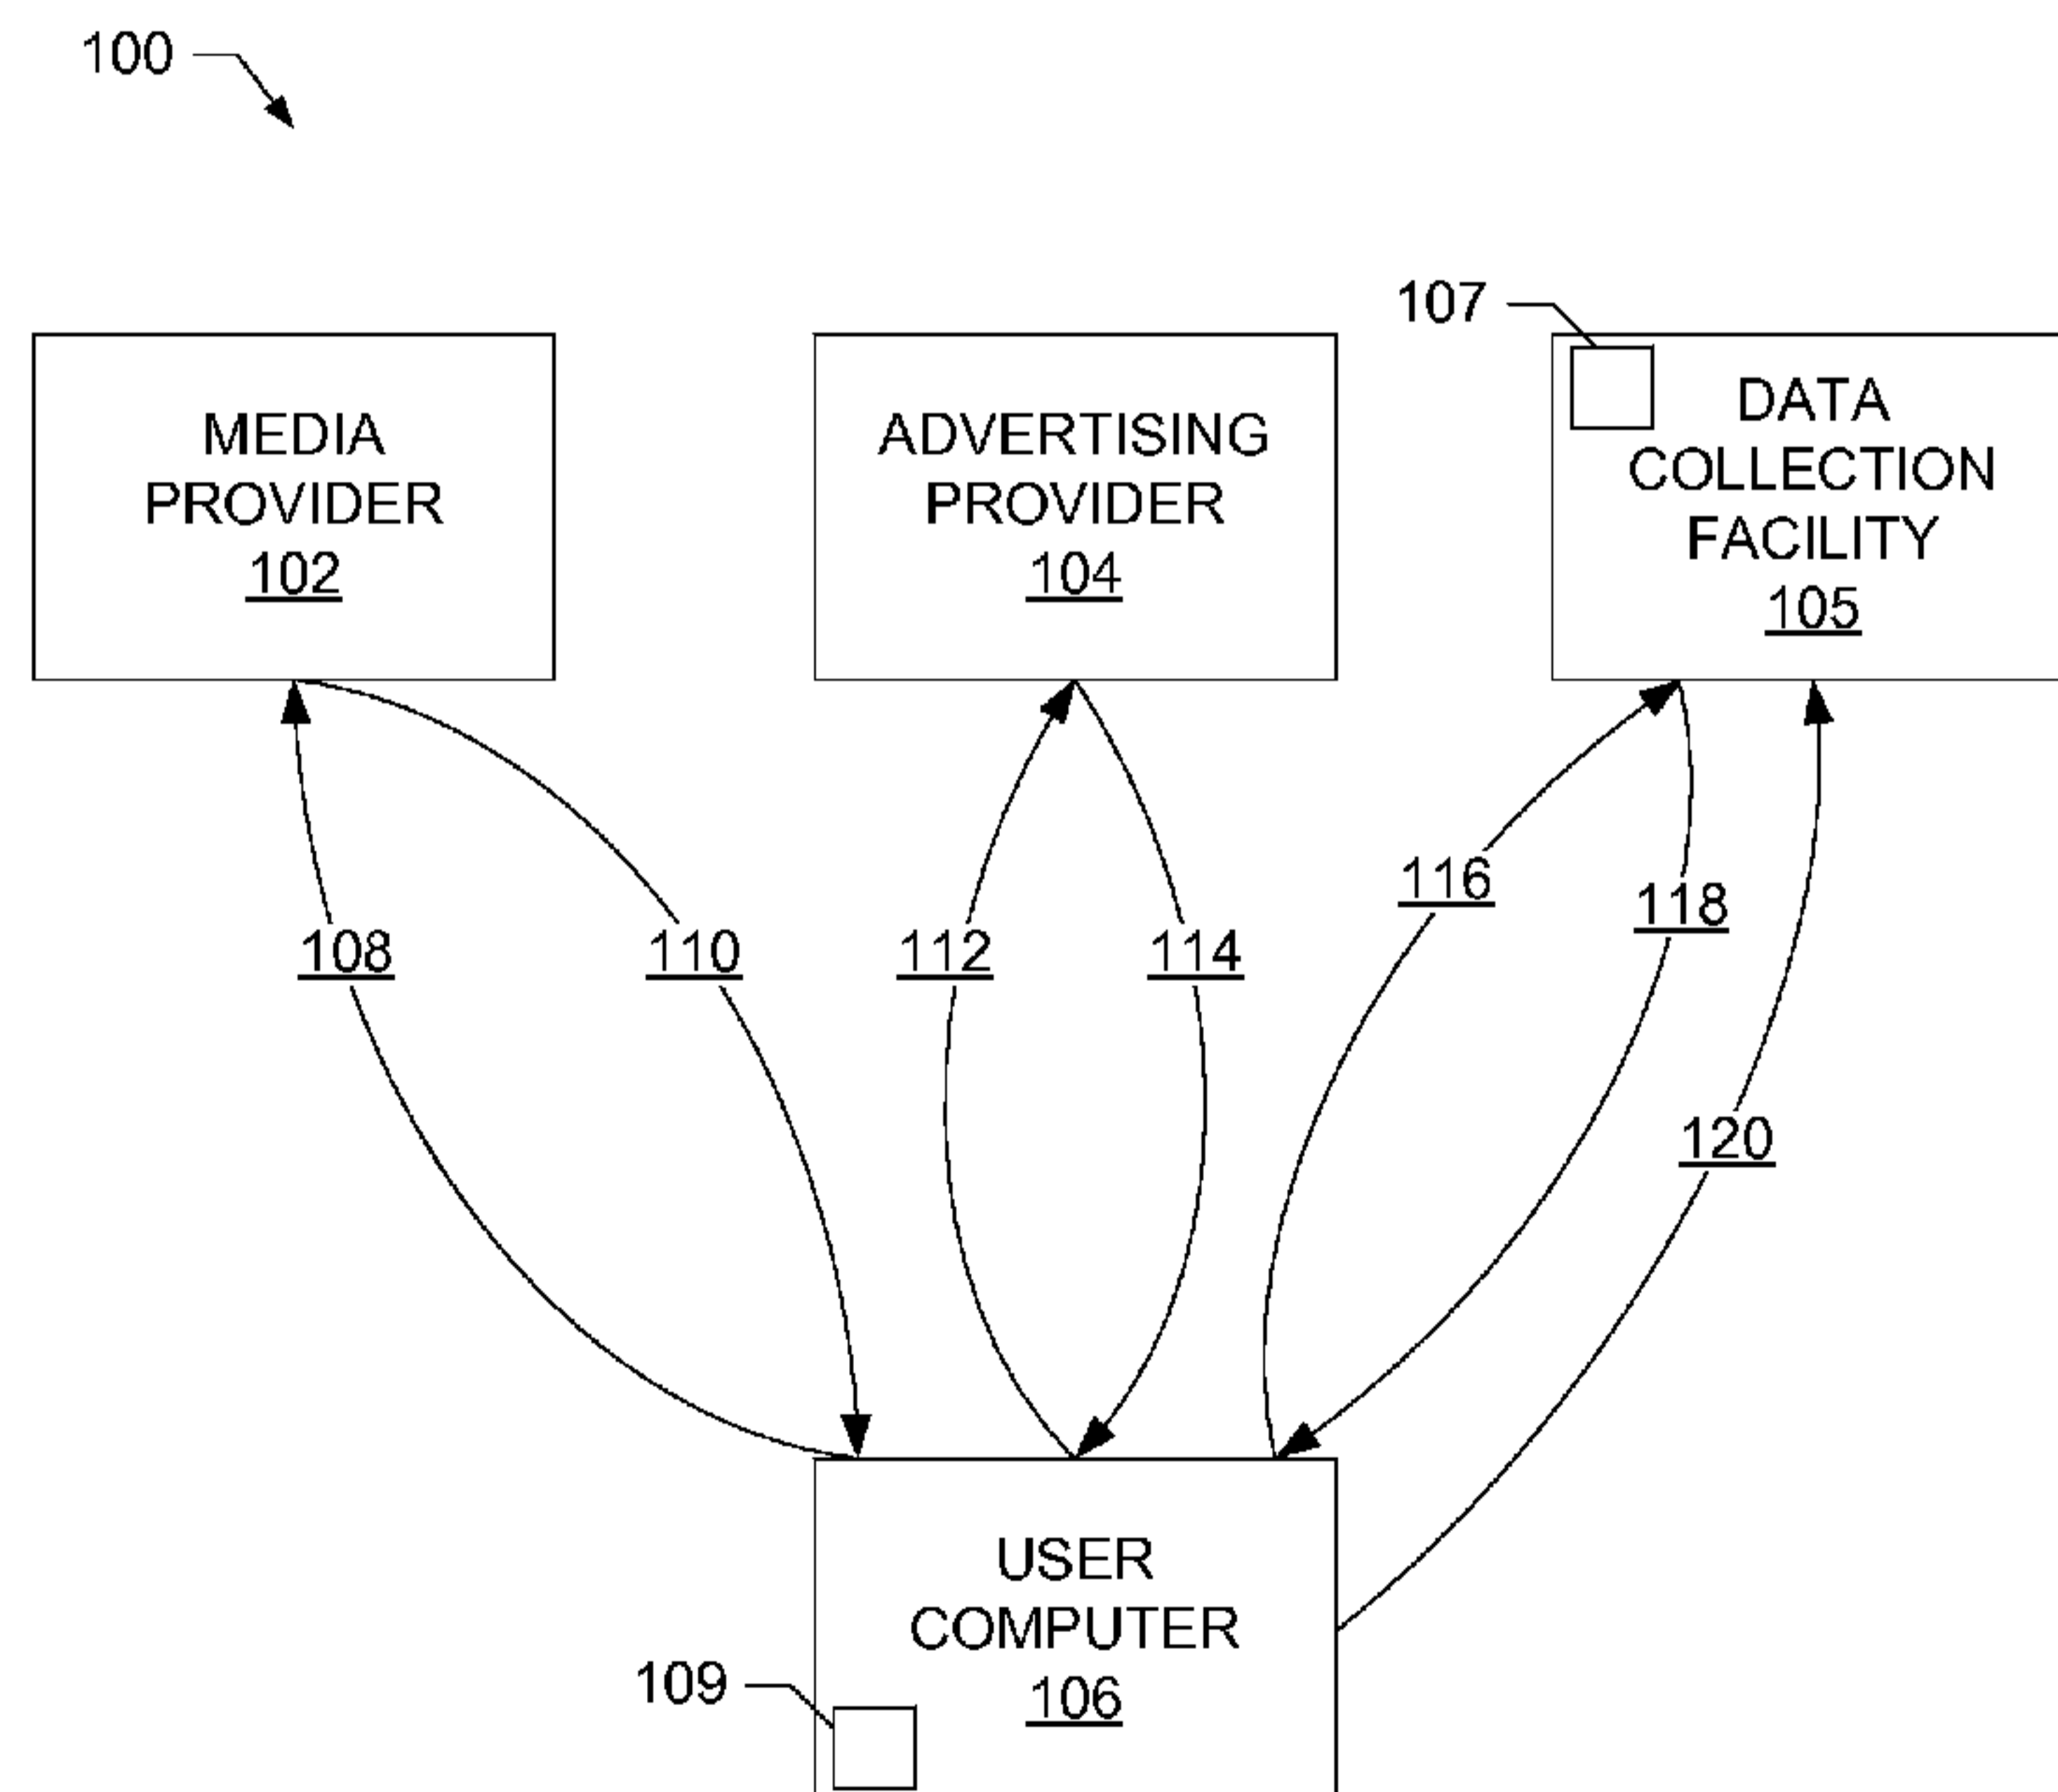 100
107
MEDIA
PROVIDER
102
ADVERTISING
PROVIDER
104
DATA
COLLECTION
FACILITY
105
108
110
112
114
116
118
120
USER
COMPUTER
106
109